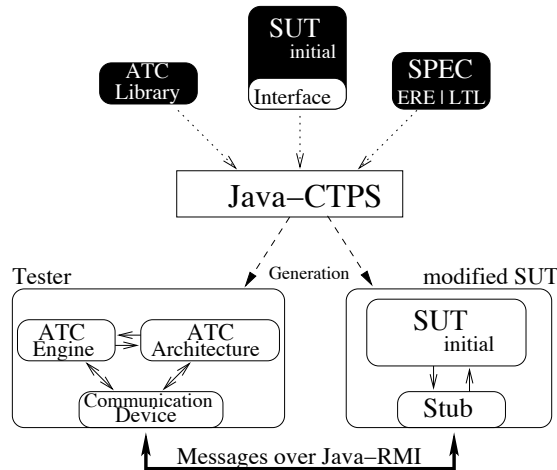 SUT
initial
ATC
Library
Interface
SPEC
ERE | LTL
Java–CTPS
Generation
Tester
modified SUT
ATC
Engine
ATC
Architecture
Communication
Device
SUT
initial
Stub
Messages over Java–RMI